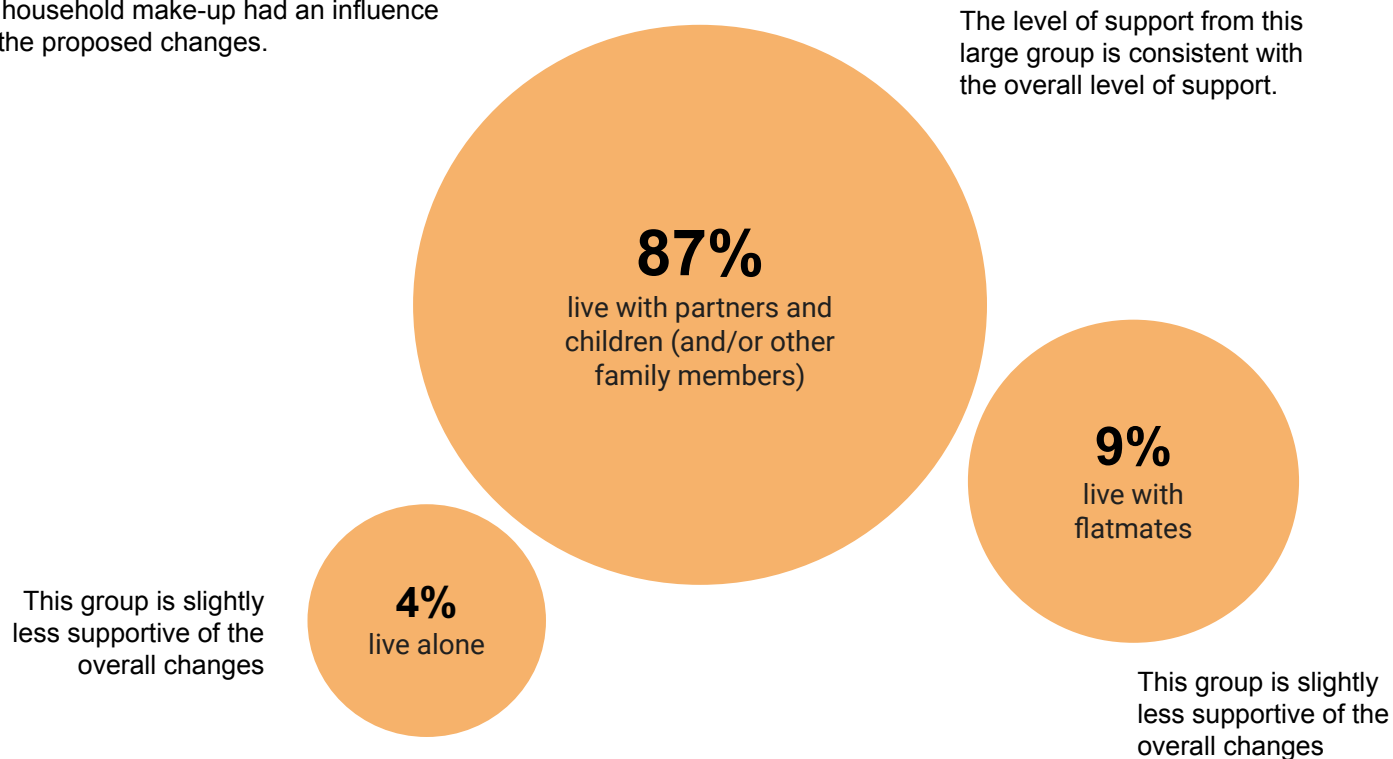 household make-up had an influence
the proposed changes.
The level of support from this
large group is consistent with
the overall level of support.
87%
live with partners and
children (and/or other
family members)
9%
live with
flatmates
4%
live alone
This group is slightly
less supportive of the
overall changes
This group is slightly
less supportive of the
overall changes